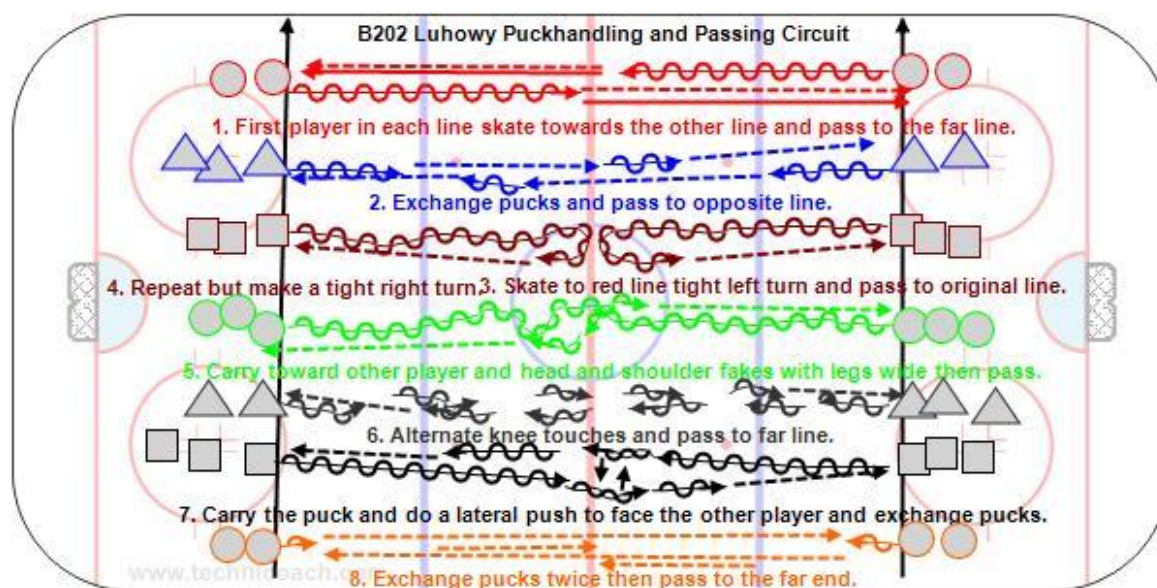 B202 Luhowy Puckhandling and Passing Circuit
1. First player in each line skate towards the other line and pass to the far line.
2. Exchange pucks and pass to opposite line.
4. Repeat but make a tight right turn.
3. Skate to red line tight left turn and pass to original line.
5. Carry toward other player and head and shoulder fakes with legs wide then pass.
6. Alternate knee touches and pass to far line.
7. Carry the puck and do a lateral push to face the other player and exchange pucks.
8. Exchange pucks twice then pass to the far end.